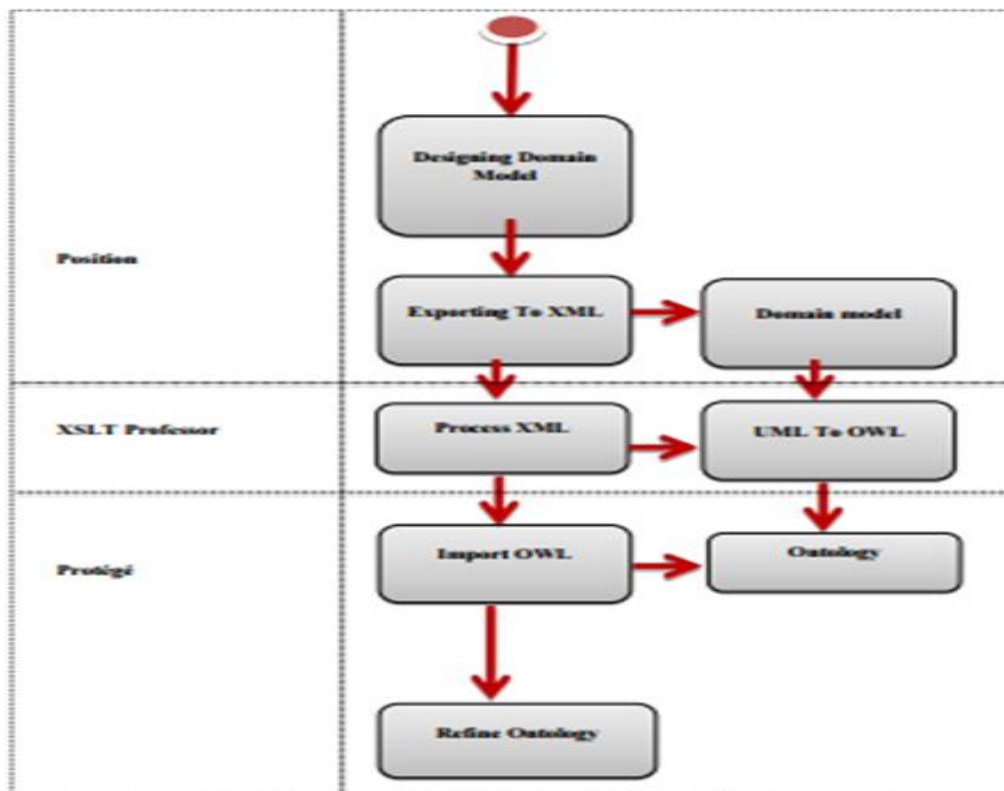 Designing Domain
Model
Position
Exporting To XML
Domain model
XSLT Professor
Process XML
UML To OWL
Protégé
Import OWL
Ontology
Refine Ontology